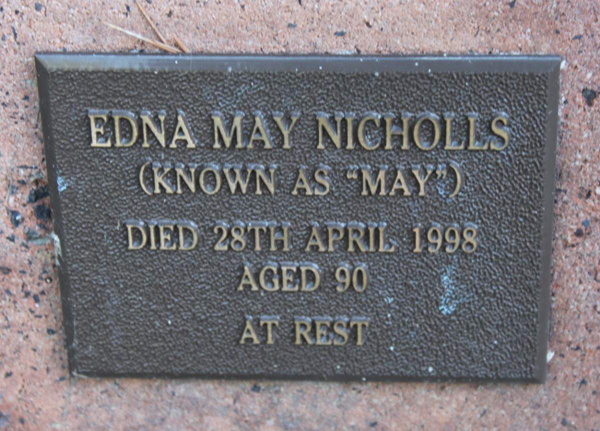 EDNA MAY NICHOLLS
(KNOWN AS “MAY”)
DIED 28TH APRIL 1998
AGED 90
AT REST